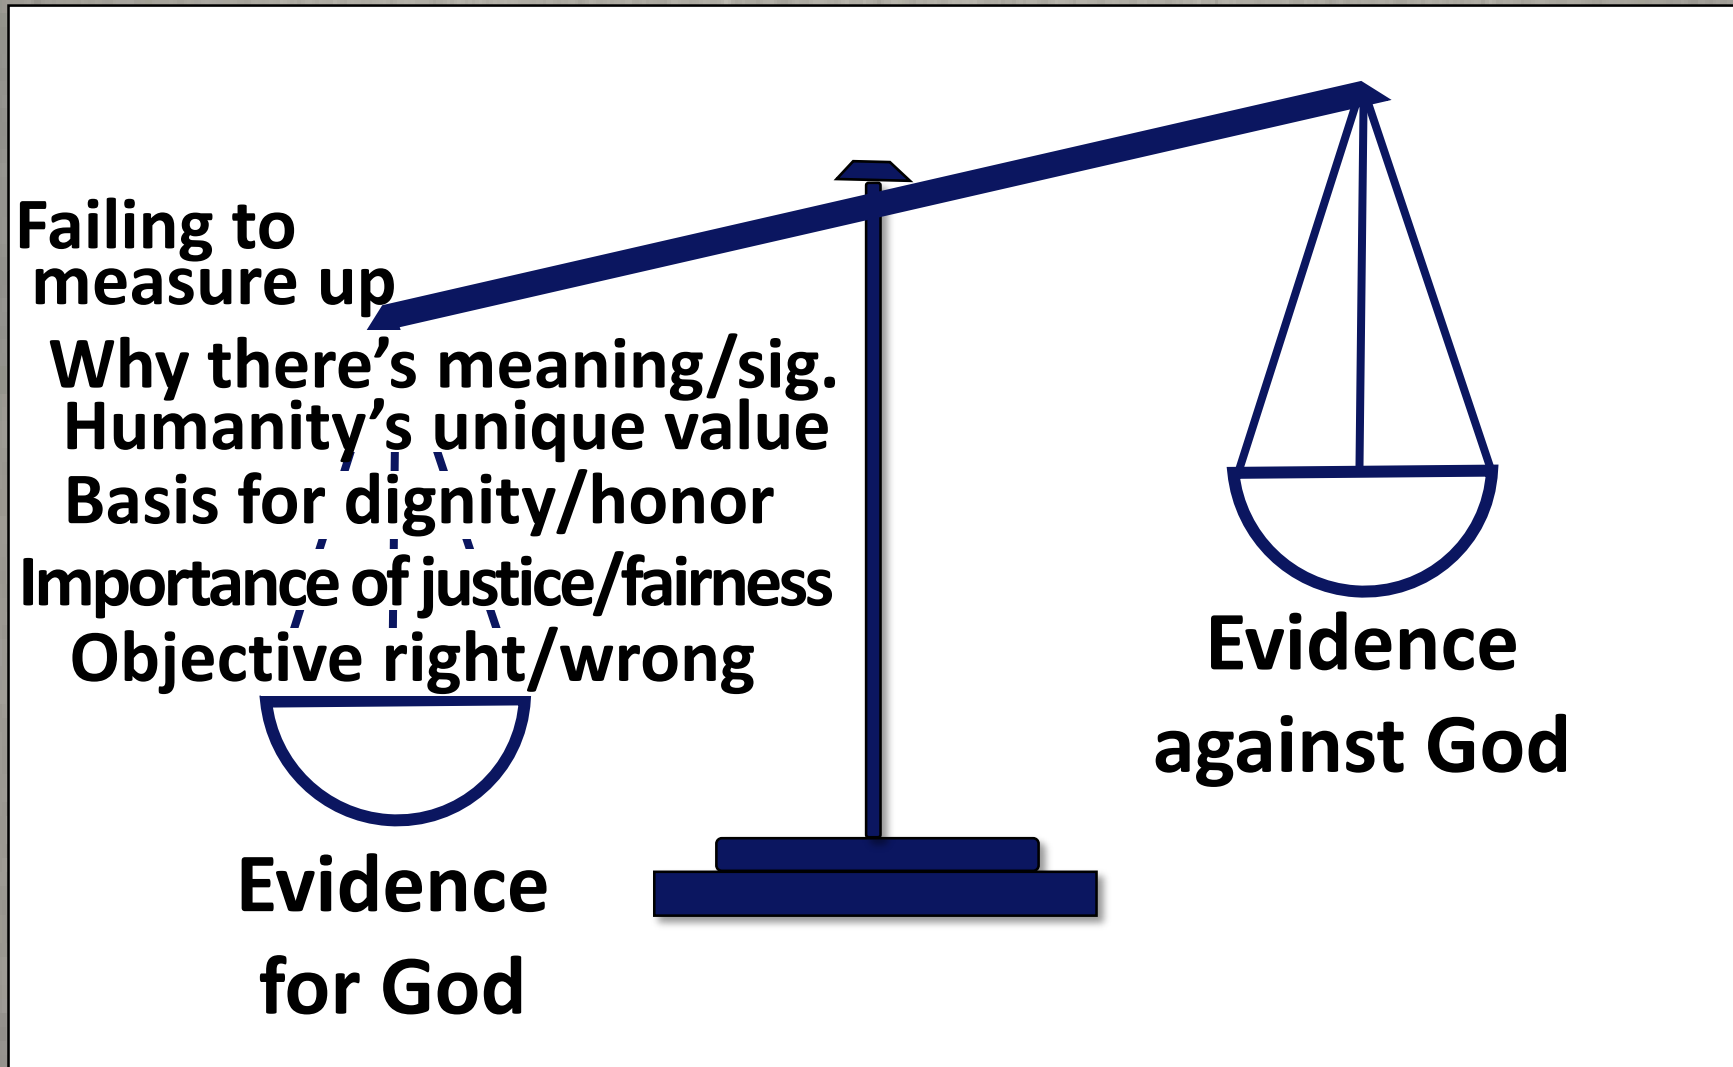 Failing to
measure up
Why there’s meaning/sig.
Humanity’s unique value
Basis for dignity/honor
Importance of justice/fairness
Objective right/wrong
Evidence
for God
Evidence
against God